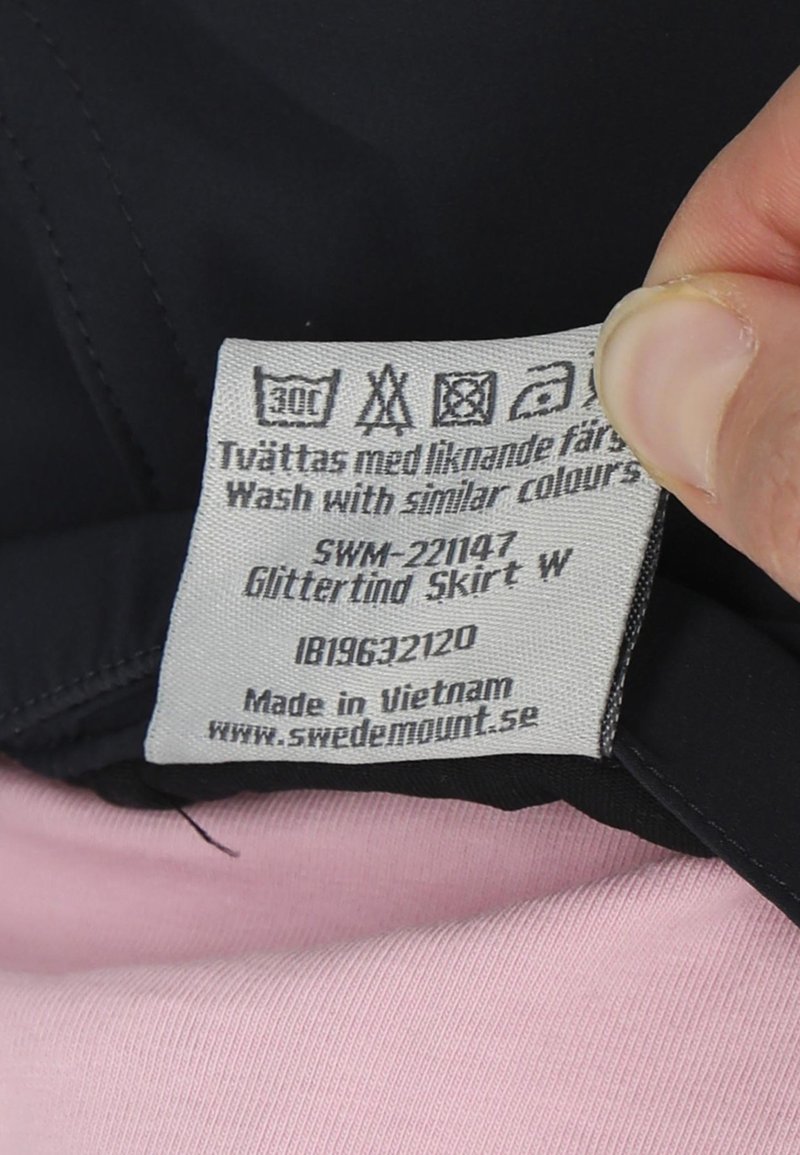 30C
Tvättas med liknande färg
Wash with similar colours
SWM-221147
Glittertind Skirt W
IB19632120
Made in Vietnam
www.swedemount.se